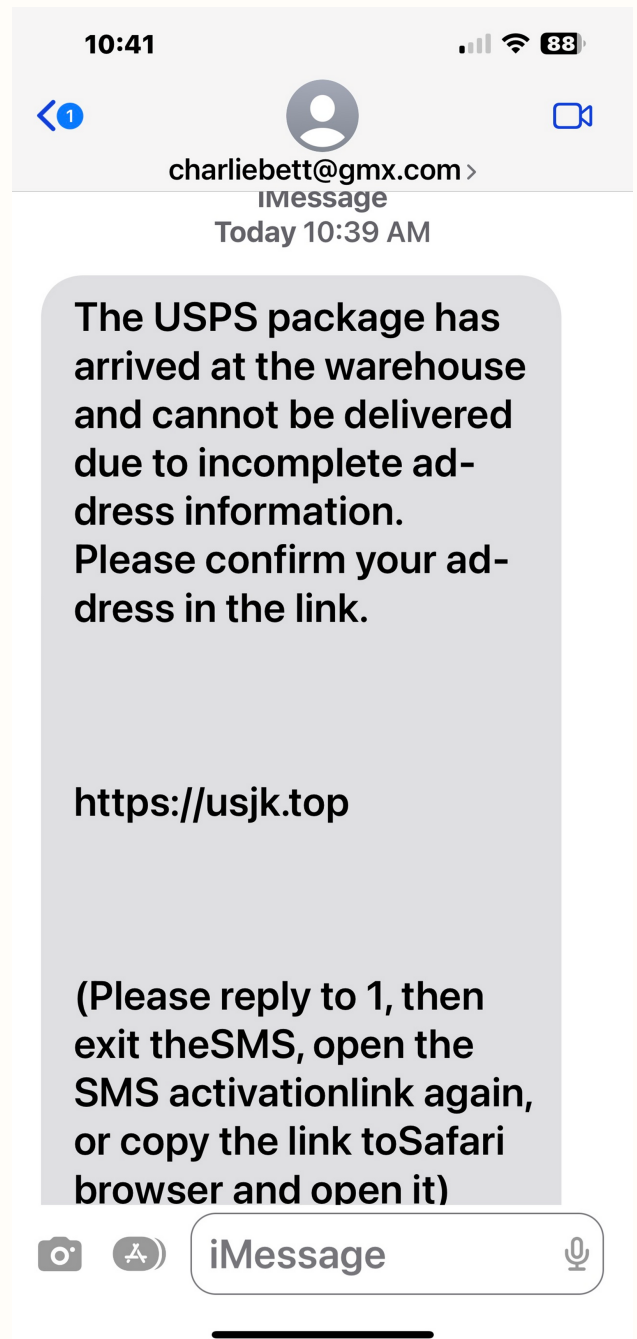 10:41
88
1
charliebett@gmx.com
iMessage
Today 10:39 AM
The USPS package has
arrived at the warehouse
and cannot be delivered
due to incomplete ad-
dress information.
Please confirm your ad-
dress in the link.
https://usjk.top
(Please reply to 1, then
exit theSMS, open the
SMS activationlink again,
or copy the link toSafari
browser and open it)
iMessage